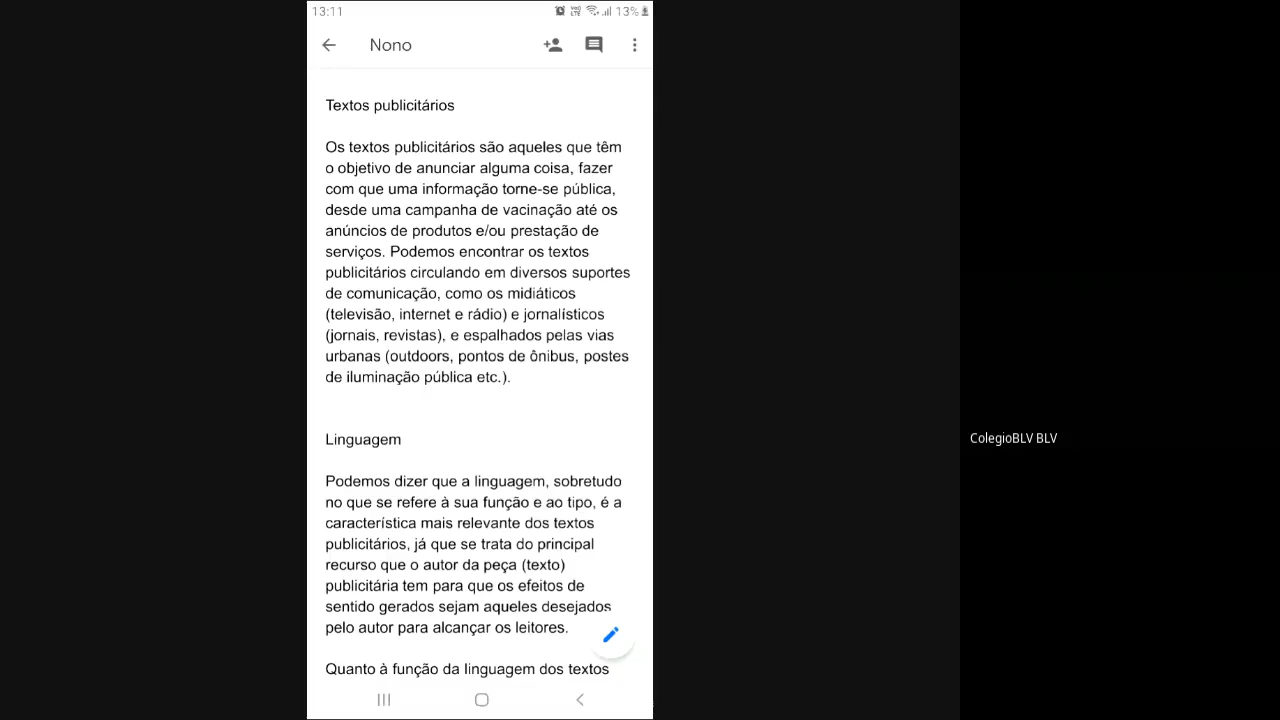 13:11
13%
Nono
Textos publicitários
Os textos publicitários são aqueles que têm
o objetivo de anunciar alguma coisa, fazer
com que uma informação torne-se pública,
desde uma campanha de vacinação até os
anúncios de produtos e/ou prestação de
serviços. Podemos encontrar os textos
publicitários circulando em diversos suportes
de comunicação, como os midiáticos
(televisão, internet e rádio) e jornalísticos
(jornais, revistas), e espalhados pelas vias
urbanas (outdoors, pontos de ônibus, postes
de iluminação pública etc.).
Linguagem
Podemos dizer que a linguagem, sobretudo
no que se refere à sua função e ao tipo, é a
característica mais relevante dos textos
publicitários, já que se trata do principal
recurso que o autor da peça (texto)
publicitária tem para que os efeitos de
sentido gerados sejam aqueles desejados
pelo autor para alcançar os leitores.
Quanto à função da linguagem dos textos
ColegioBLV BLV